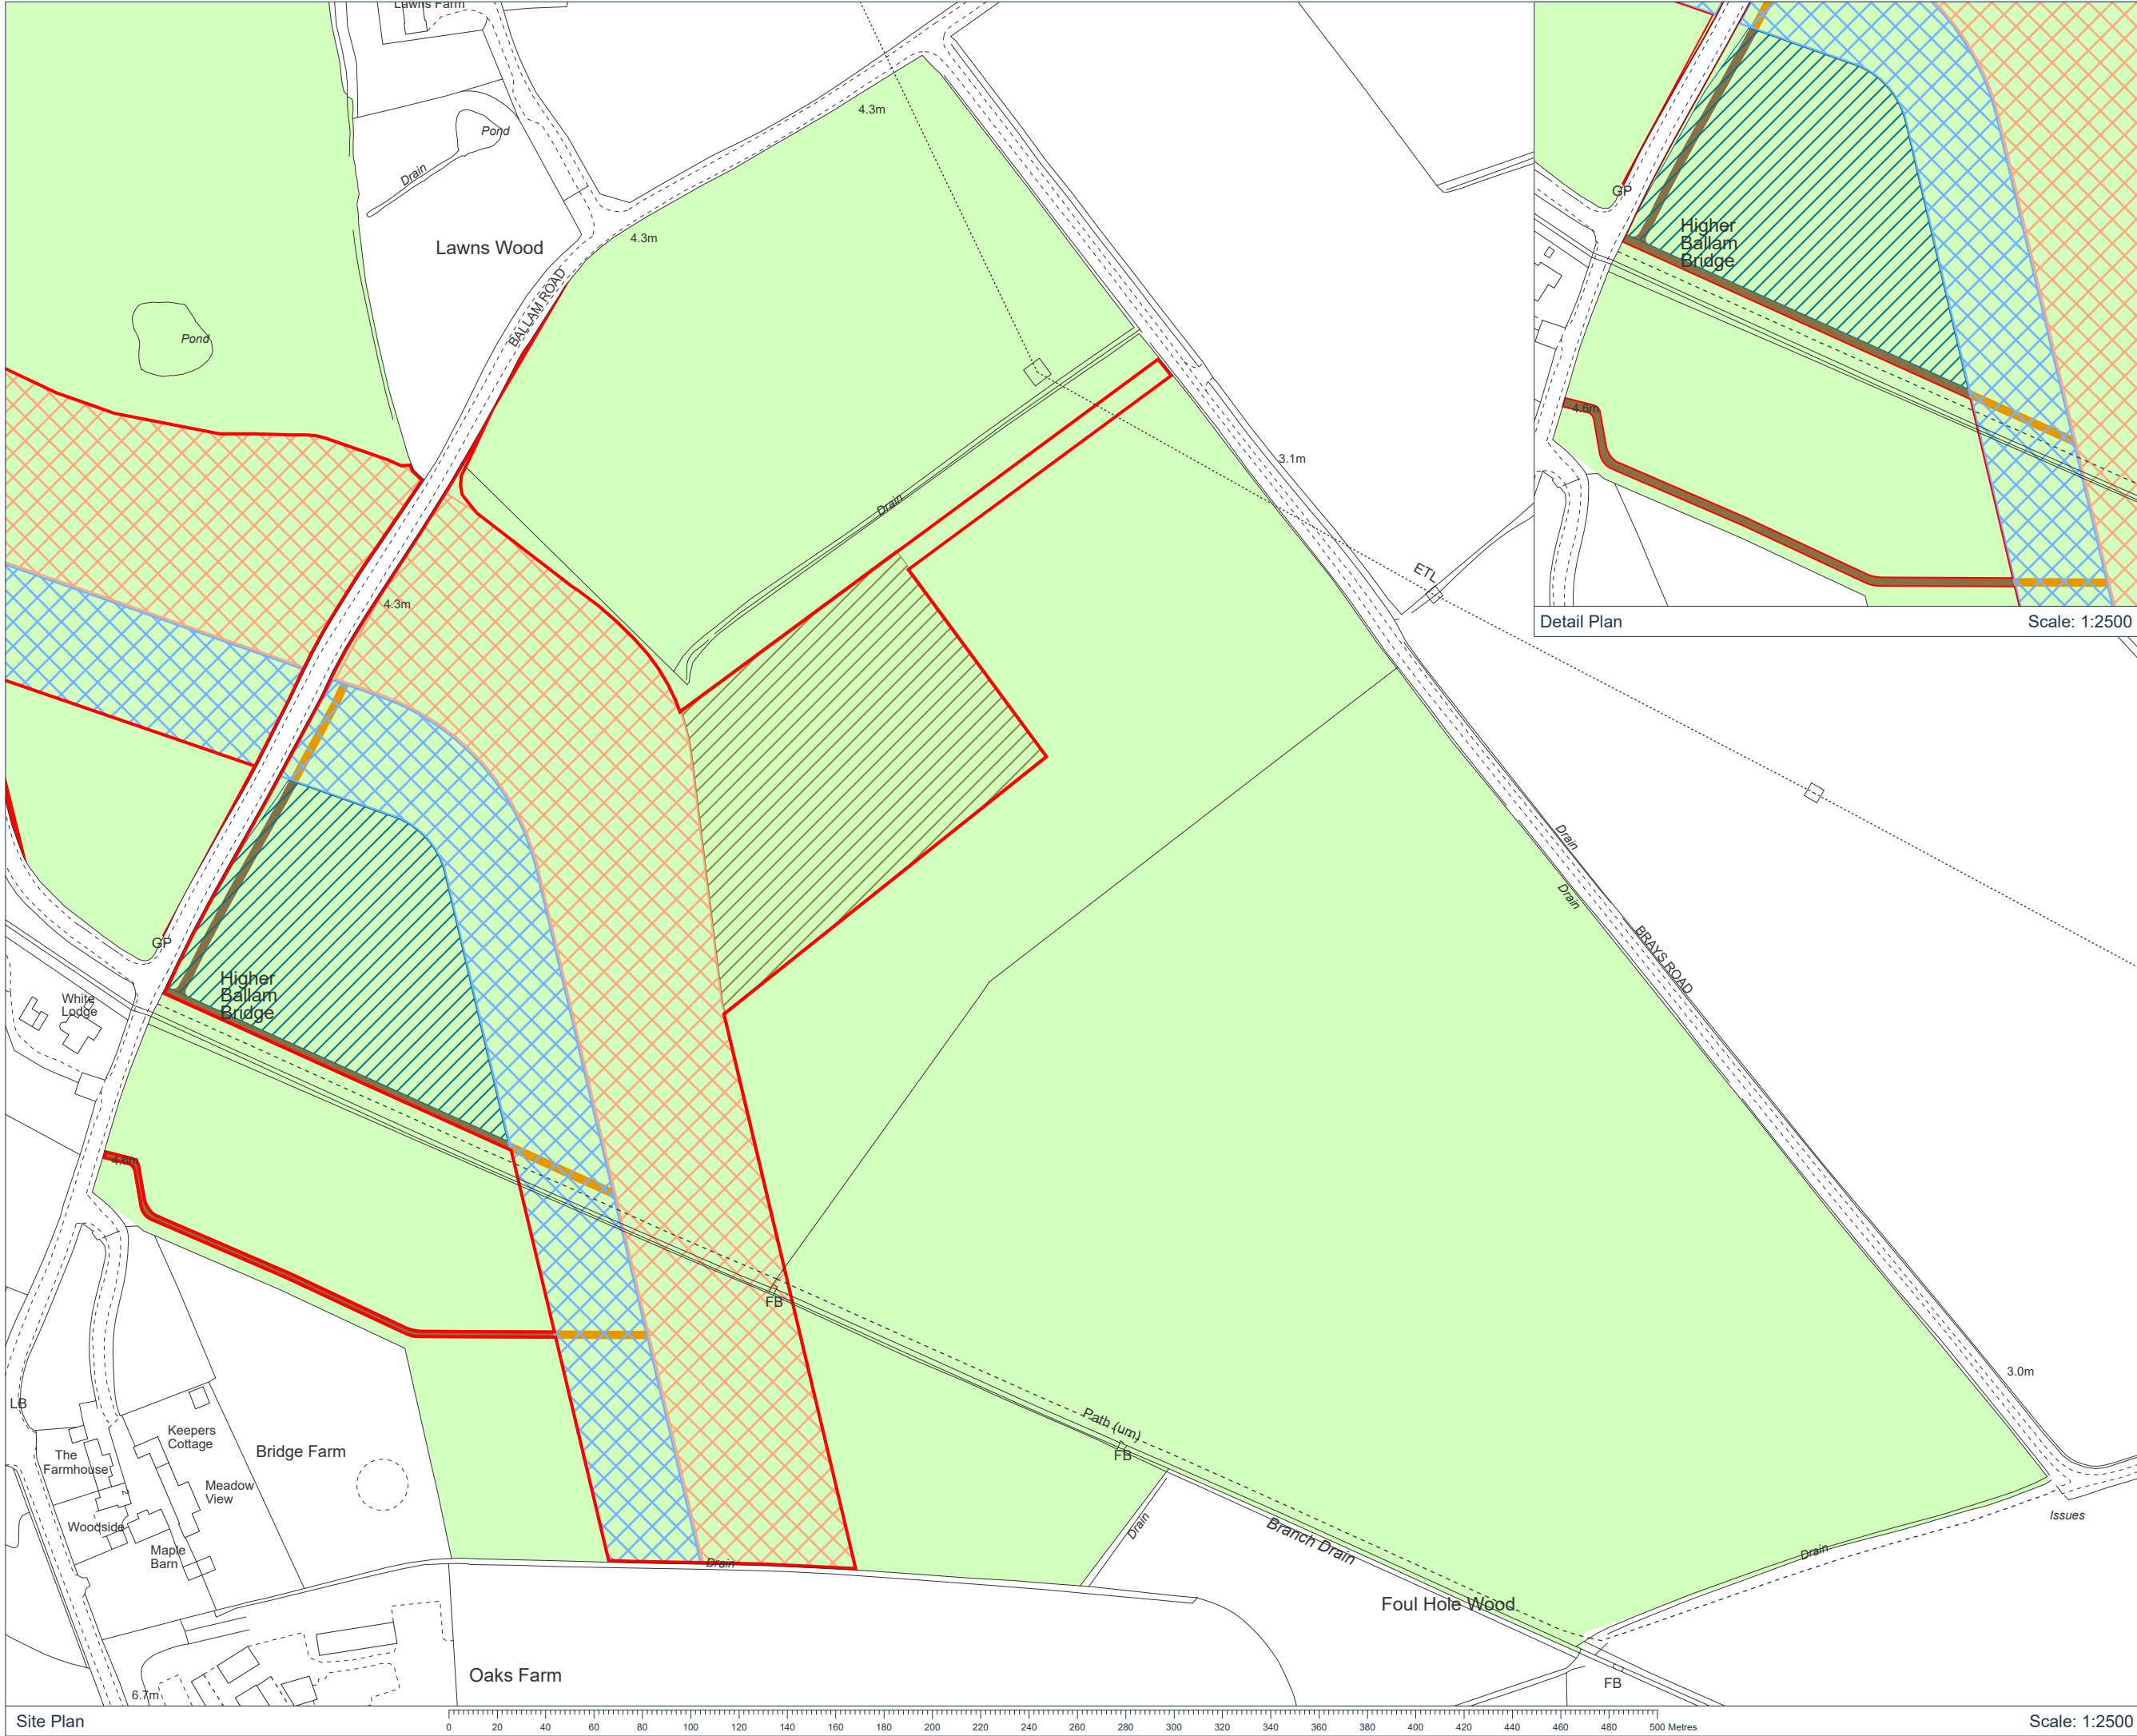 Lawns Farm
Pond
Drain
4.3m
Lawns Wood
4.3m
BALLAM ROAD
Pond
Drain
4.3m
3.1m
ETL
GP
Higher
Ballam
Bridge
4.6m
Detail Plan
Scale: 1:2500
Drain
Drain
BRAYS ROAD
GP
Higher
Ballam
Bridge
White
Lodge
4.6m
FB
3.0m
LB
Path (um)
FB
Keepers
Cottage
The
Farmhouse
Bridge Farm
Meadow
View
Woodside
Maple
Barn
Drain
Drain
Branch Drain
Issues
Drain
Foul Hole Wood
Oaks Farm
FB
6.7m
Site Plan
0 20 40 60 80 100 120 140 160 180 200 220 240 260 280 300 320 340 360 380 400 420 440 460 480 500 Metres
Scale: 1:2500